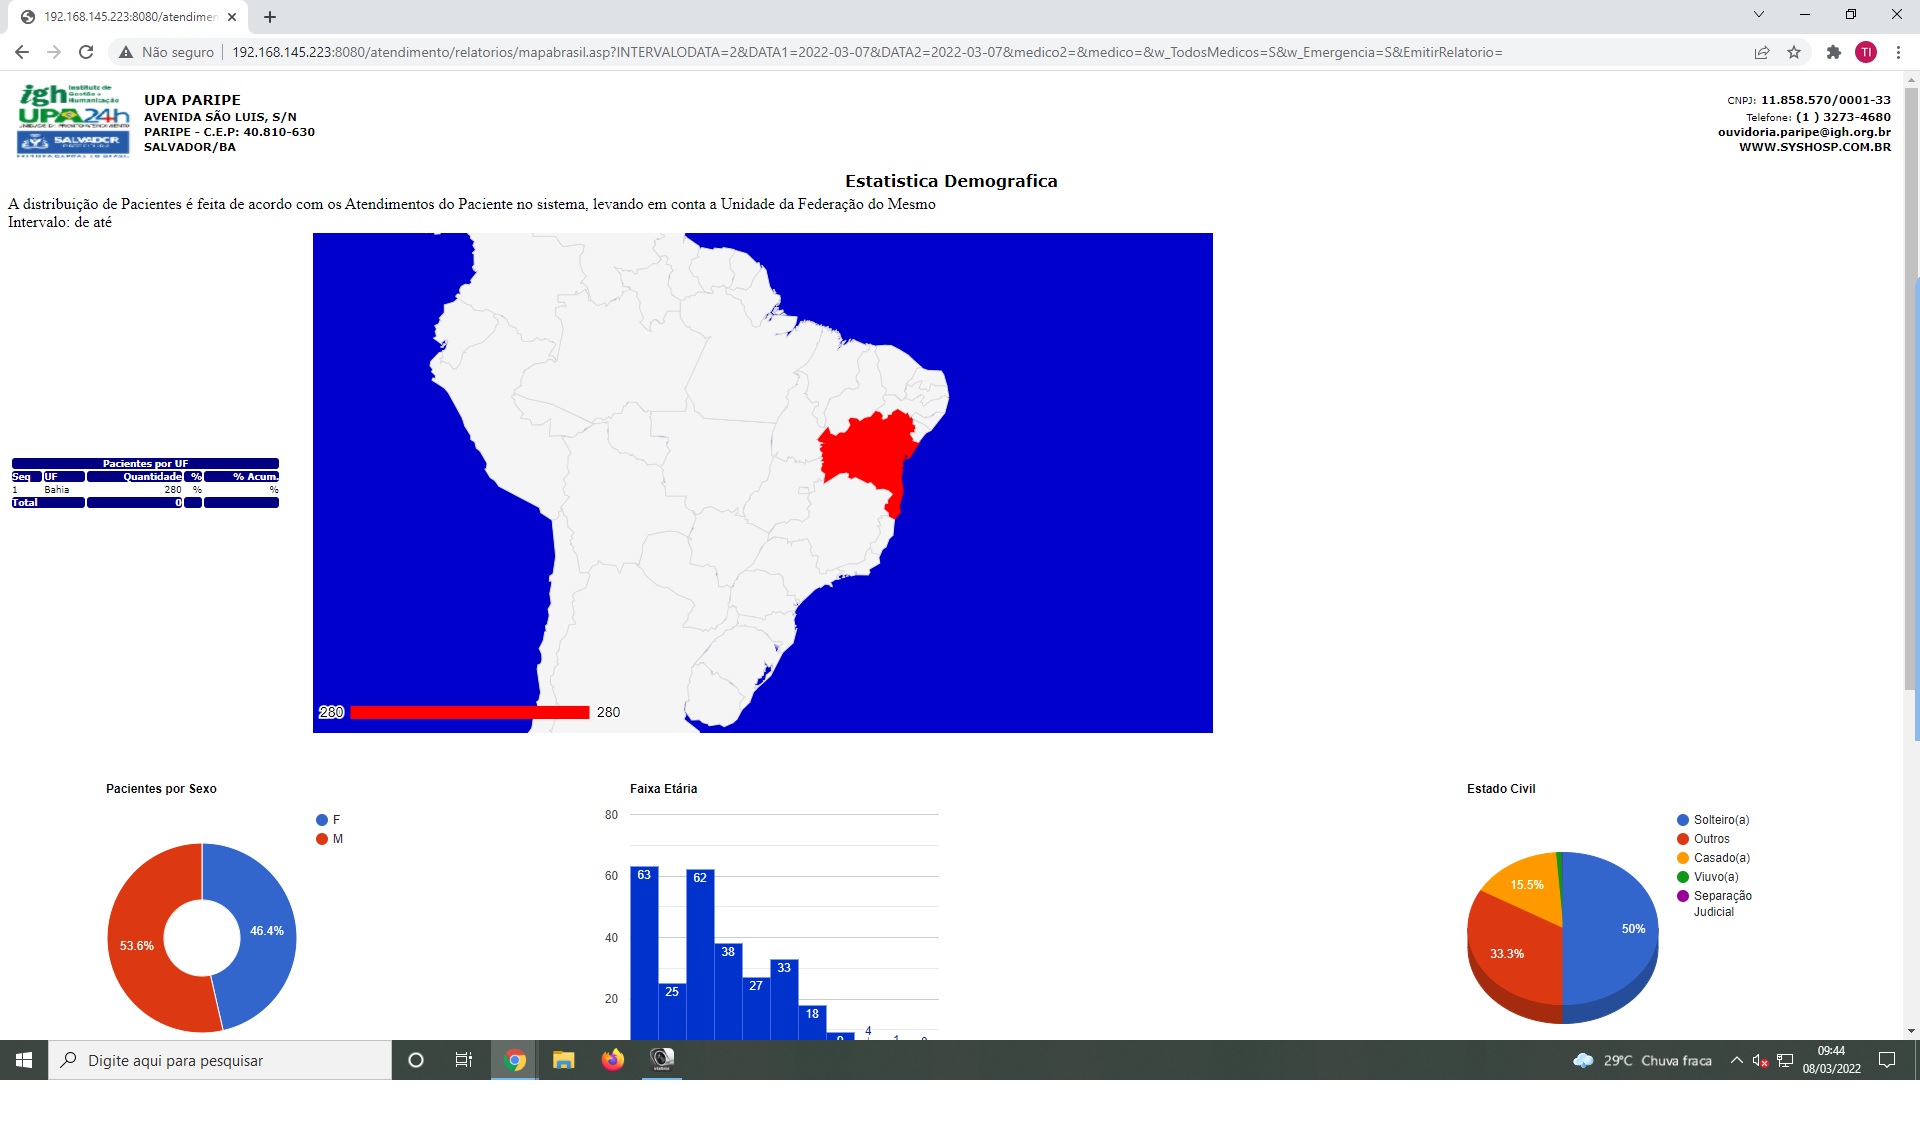 192.168.145.223:8080/atendimen
Não seguro
192.168.145.223:8080/atendimento/relatorios/mapabrasil.asp?INTERVALODATA=2&DATA1=2022-03-07&DATA2=2022-03-07&medico2=&medico=&w_TodosMedicos=S&w_Emergencia=S&EmitirRelatorio=
TI
igh Instituto de Gestão e Humanização
UPA 24h
SALVADOR
UPA PARIPE
AVENIDA SÃO LUIS, S/N
PARIPE - C.E.P: 40.810-630
SALVADOR/BA
CNPJ: 11.858.570/0001-33
Telefone: (1 ) 3273-4680
ouvidoria.paripe@igh.org.br
WWW.SYSHOSP.COM.BR
Estatistica Demografica
A distribuição de Pacientes é feita de acordo com os Atendimentos do Paciente no sistema, levando em conta a Unidade da Federação do Mesmo
Intervalo: de até
Pacientes por UF
Seq UF Quantidade % % Acum.
1 Bahia 280 % %
Total 0
280 280
Pacientes por Sexo
F
M
46.4%
53.6%
Faixa Etária
80
60
40
20
63
25
62
38
27
33
18
4
Estado Civil
Solteiro(a)
Outros
Casado(a)
Viuvo(a)
Separação
Judicial
15.5%
50%
33.3%
Digite aqui para pesquisar
29°C Chuva fraca
09:44
08/03/2022